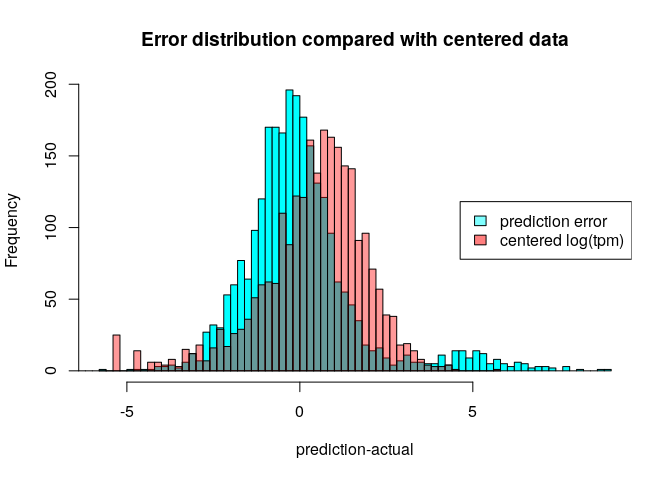 Error distribution compared with centered data
Frequency
200
150
100
50
0
prediction error
centered log(tpm)
-5
0
5
prediction-actual